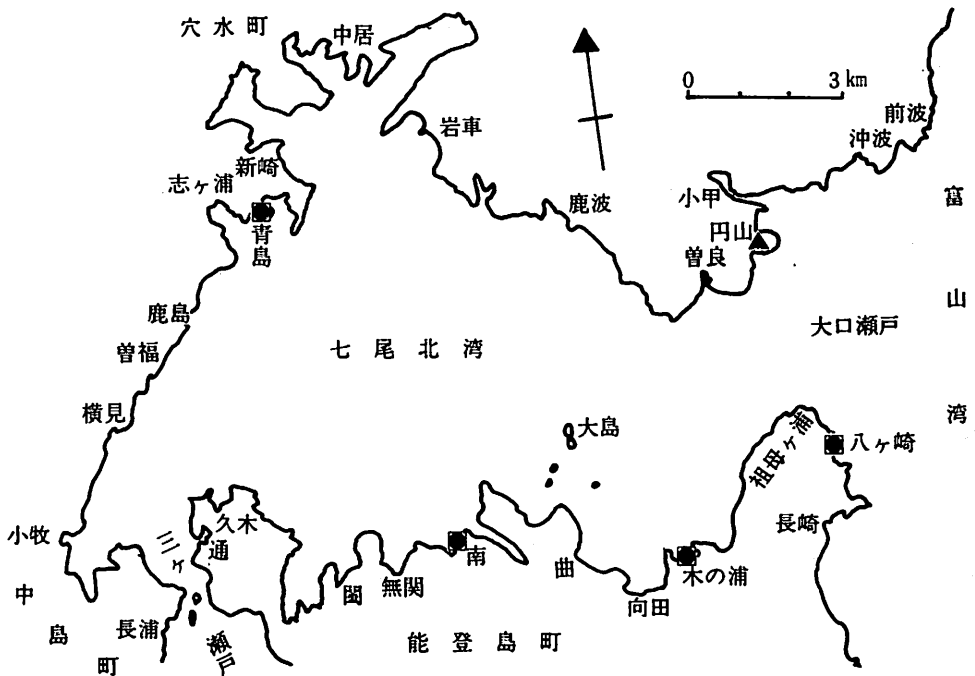 穴水町
中居
0 3km
岩車
前波
沖波
新崎
志ヶ浦
青島
鹿波
小甲
円山
曽良
富山湾
大口瀬戸
鹿島
曽福
七尾北湾
横見
大島
祖母ヶ浦
八ヶ崎
小牧
三ヶ瀬戸
久木
通
南
曲
木の浦
長崎
閨
無関
向田
中島町
長浦
能登島町